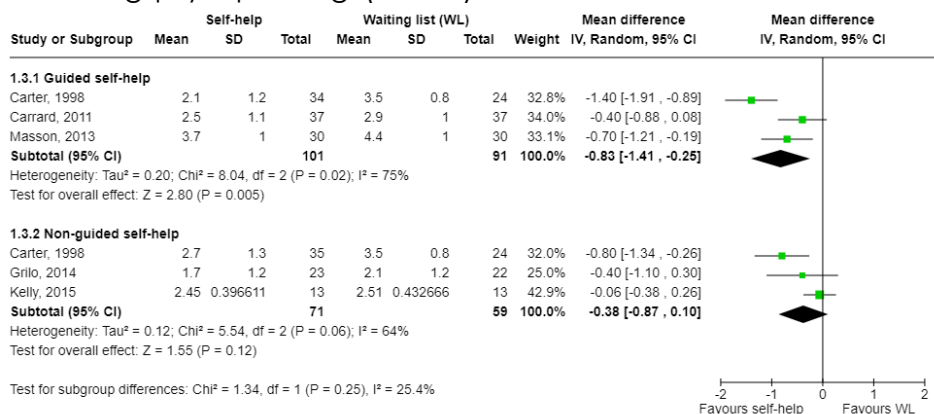 Self-help Waiting list (WL) Mean difference Mean difference
Study or Subgroup Mean SD Total Mean SD Total Weight IV, Random, 95% CI IV, Random, 95% CI
1.3.1 Guided self-help
Carter, 1998 2.1 1.2 34 3.5 0.8 24 32.8% -1.40 [-1.91 , -0.89]
Carrard, 2011 2.5 1.1 37 2.9 1 37 34.0% -0.40 [-0.88 , 0.08]
Masson, 2013 3.7 1 30 4.4 1 30 33.1% -0.70 [-1.21 , -0.19]
Subtotal (95% CI) 101 91 100.0% -0.83 [-1.41 , -0.25]
Heterogeneity: Tau² = 0.20; Chi² = 8.04, df = 2 (P = 0.02); I² = 75%
Test for overall effect: Z = 2.80 (P = 0.005)
1.3.2 Non-guided self-help
Carter, 1998 2.7 1.3 35 3.5 0.8 24 32.0% -0.80 [-1.34 , -0.26]
Grilo, 2014 1.7 1.2 23 2.1 1.2 22 25.0% -0.40 [-1.10 , 0.30]
Kelly, 2015 2.45 0.396611 13 2.51 0.432666 13 42.9% -0.06 [-0.38 , 0.26]
Subtotal (95% CI) 71 59 100.0% -0.38 [-0.87 , 0.10]
Heterogeneity: Tau² = 0.12; Chi² = 5.54, df = 2 (P = 0.06); I² = 64%
Test for overall effect: Z = 1.55 (P = 0.12)
Test for subgroup differences: Chi² = 1.34, df = 1 (P = 0.25), I² = 25.4%
-2 -1 0 1 2
Favours self-help Favours WL